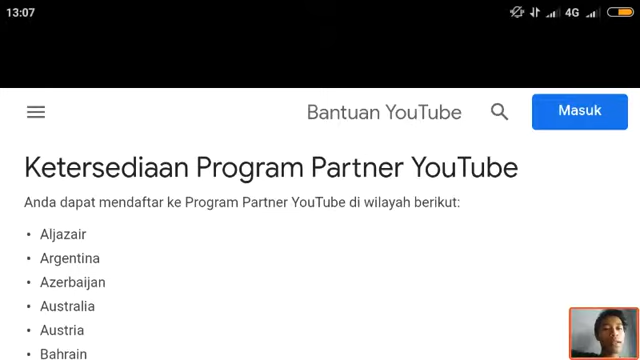 13:07
4G
Bantuan YouTube
Masuk
Ketersediaan Program Partner YouTube
Anda dapat mendaftar ke Program Partner YouTube di wilayah berikut:
• Aljazair
• Argentina
• Azerbaijan
• Australia
• Austria
• Bahrain